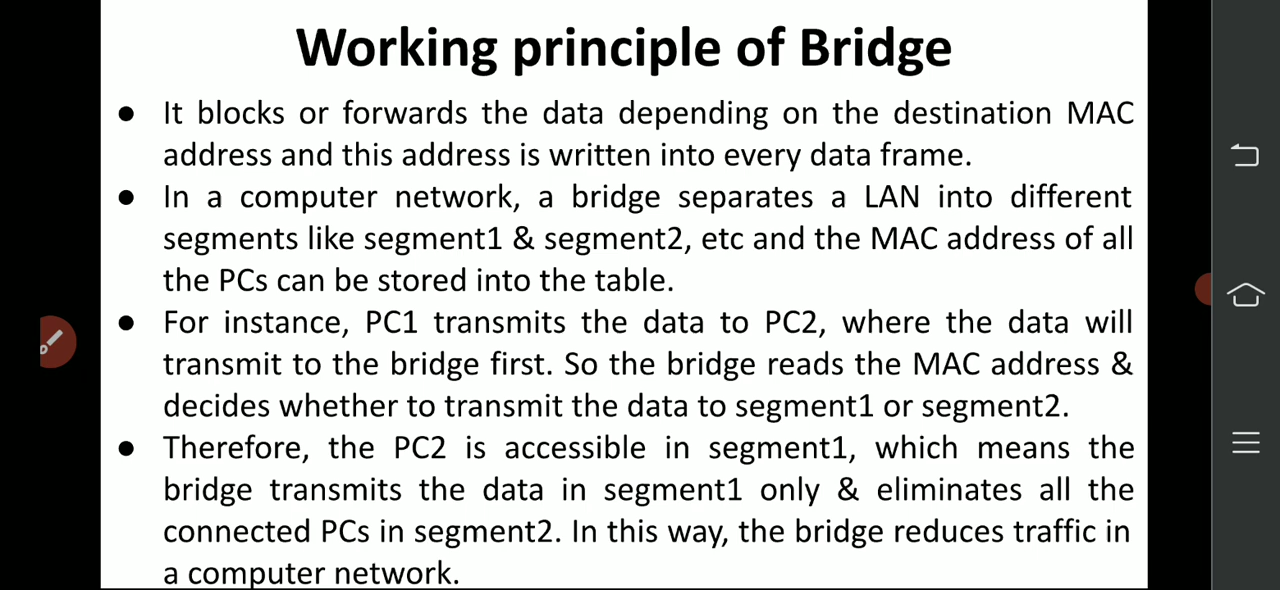 Working principle of Bridge
● It blocks or forwards the data depending on the destination MAC
address and this address is written into every data frame.
● In a computer network, a bridge separates a LAN into different
segments like segment1 & segment2, etc and the MAC address of all
the PCs can be stored into the table.
● For instance, PC1 transmits the data to PC2, where the data will
transmit to the bridge first. So the bridge reads the MAC address &
decides whether to transmit the data to segment1 or segment2.
● Therefore, the PC2 is accessible in segment1, which means the
bridge transmits the data in segment1 only & eliminates all the
connected PCs in segment2. In this way, the bridge reduces traffic in
a computer network.